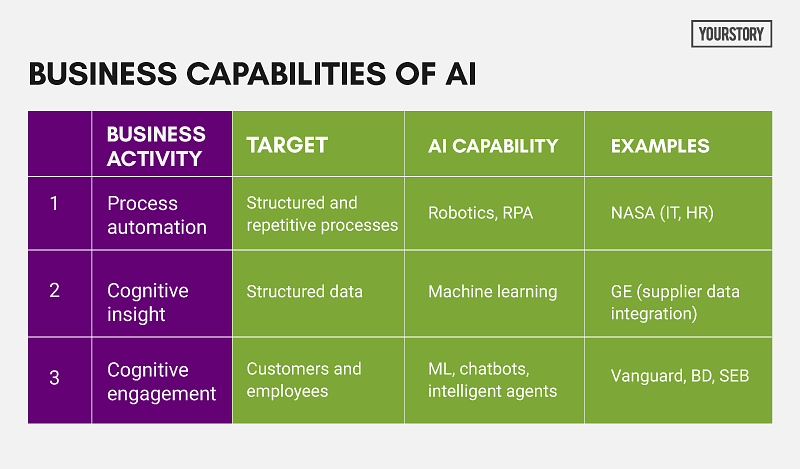 YOURSTORY
BUSINESS CAPABILITIES OF AI
BUSINESS
ACTIVITY
TARGET
AI CAPABILITY
EXAMPLES
1
Process
automation
Structured and
repetitive processes
Robotics, RPA
NASA (IT, HR)
2
Cognitive
insight
Structured data
Machine learning
GE (supplier data
integration)
3
Cognitive
engagement
Customers and
employees
ML, chatbots,
intelligent agents
Vanguard, BD, SEB